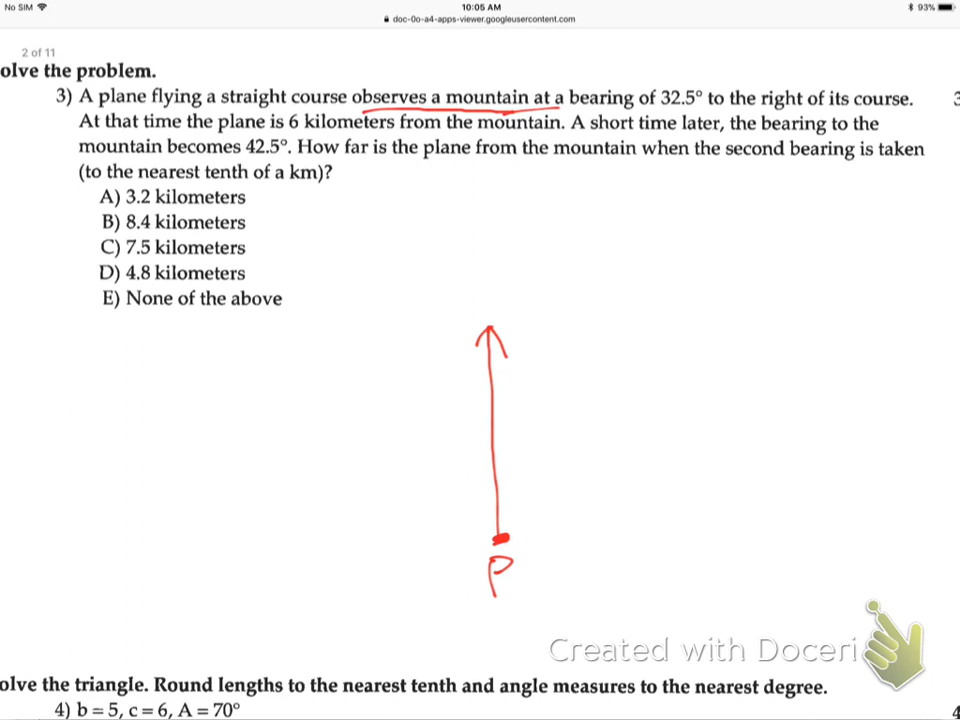 No SIM 10:05 AM 93%
doc-0o-a4-apps-viewer.googleusercontent.com
2 of 11
olve the problem.
3) A plane flying a straight course observes a mountain at a bearing of 32.5° to the right of its course.
At that time the plane is 6 kilometers from the mountain. A short time later, the bearing to the
mountain becomes 42.5°. How far is the plane from the mountain when the second bearing is taken
(to the nearest tenth of a km)?
A) 3.2 kilometers
B) 8.4 kilometers
C) 7.5 kilometers
D) 4.8 kilometers
E) None of the above
P
Created with Doceri
olve the triangle. Round lengths to the nearest tenth and angle measures to the nearest degree.
4) b = 5, c = 6, A = 70°